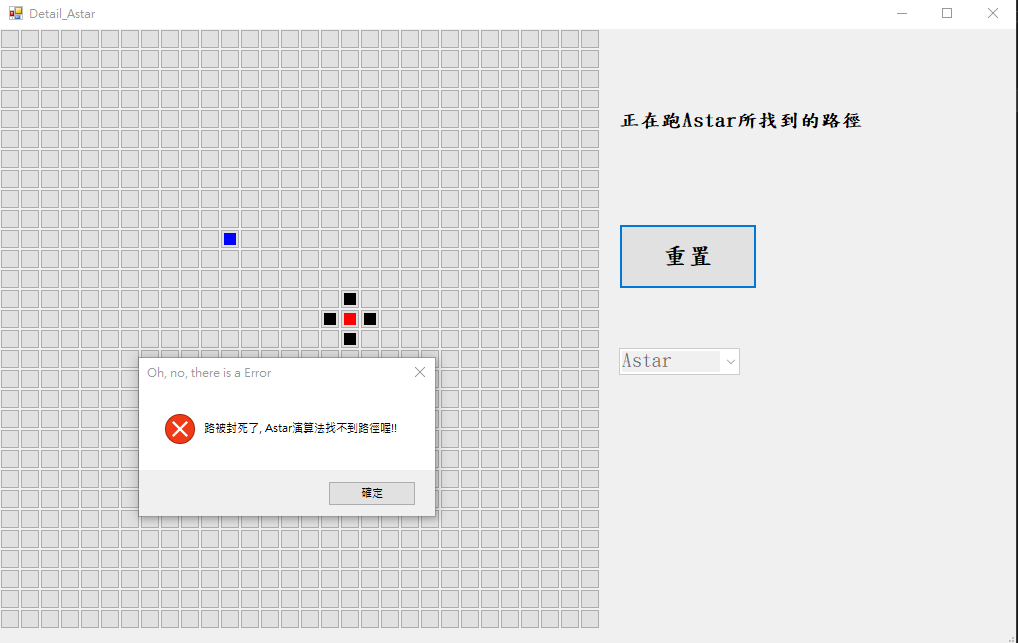 Detail_Astar
正在跑Astar所找到的路徑
重置
Astar
Oh, no, there is a Error
路被封死了, Astar演算法找不到路徑喔!!
確定